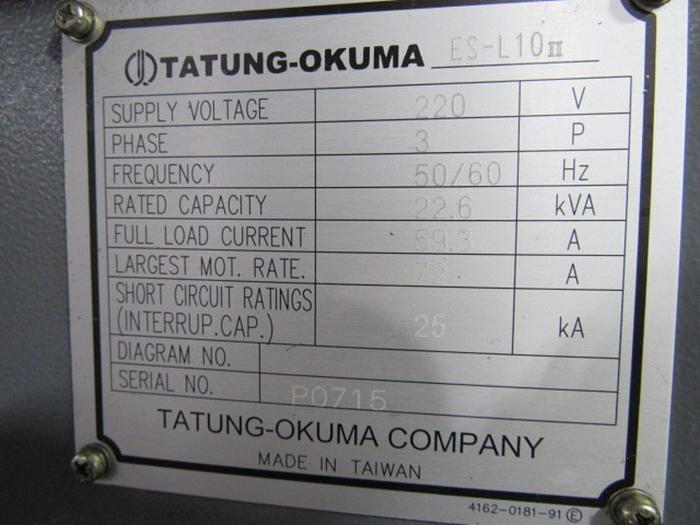 TATUNG-OKUMA ES-L10II
SUPPLY VOLTAGE 220 V
PHASE 3 P
FREQUENCY 50/60 Hz
RATED CAPACITY 22.6 kVA
FULL LOAD CURRENT 59.3 A
LARGEST MOT. RATE. 72 A
SHORT CIRCUIT RATINGS
(INTERRUP.CAP.) 25 kA
DIAGRAM NO.
SERIAL NO. P0715
TATUNG-OKUMA COMPANY
MADE IN TAIWAN
4162-0181-91 E